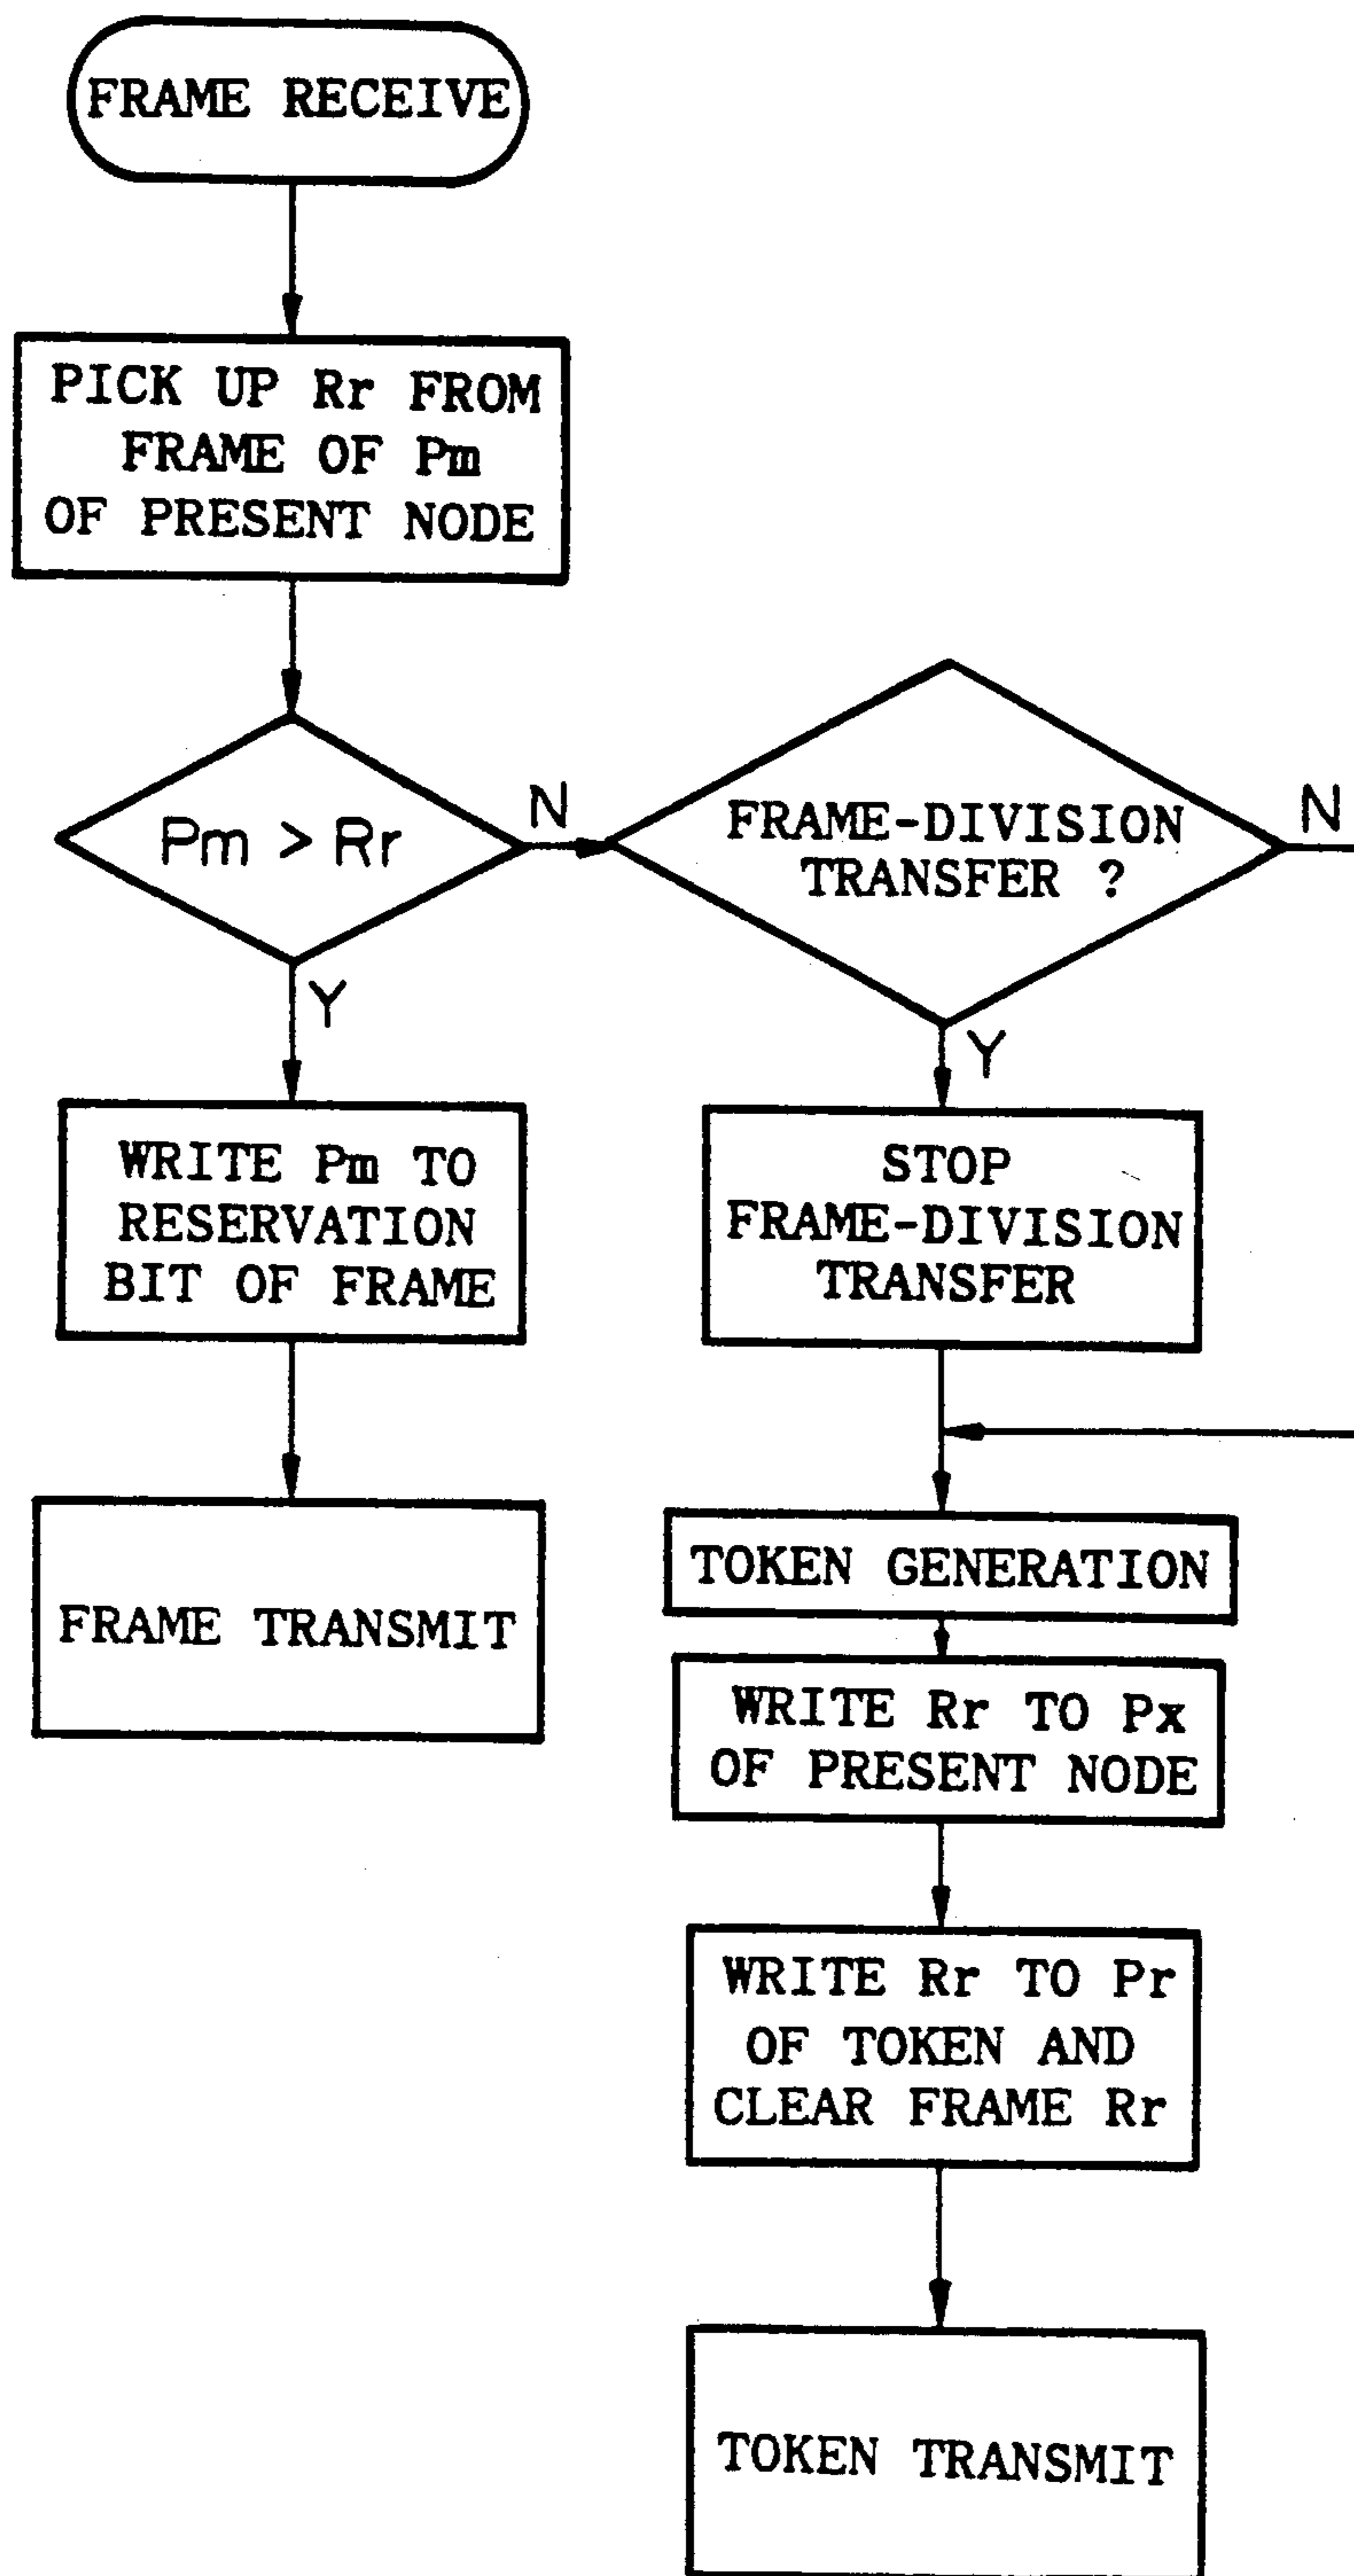 FRAME RECEIVE
PICK UP Rr FROM
FRAME OF Pm
OF PRESENT NODE
Pm > Rr
N
FRAME-DIVISION
TRANSFER ?
N
Y
Y
WRITE Pm TO
RESERVATION
BIT OF FRAME
STOP
FRAME-DIVISION
TRANSFER
FRAME TRANSMIT
TOKEN GENERATION
WRITE Rr TO Px
OF PRESENT NODE
WRITE Rr TO Pr
OF TOKEN AND
CLEAR FRAME Rr
TOKEN TRANSMIT